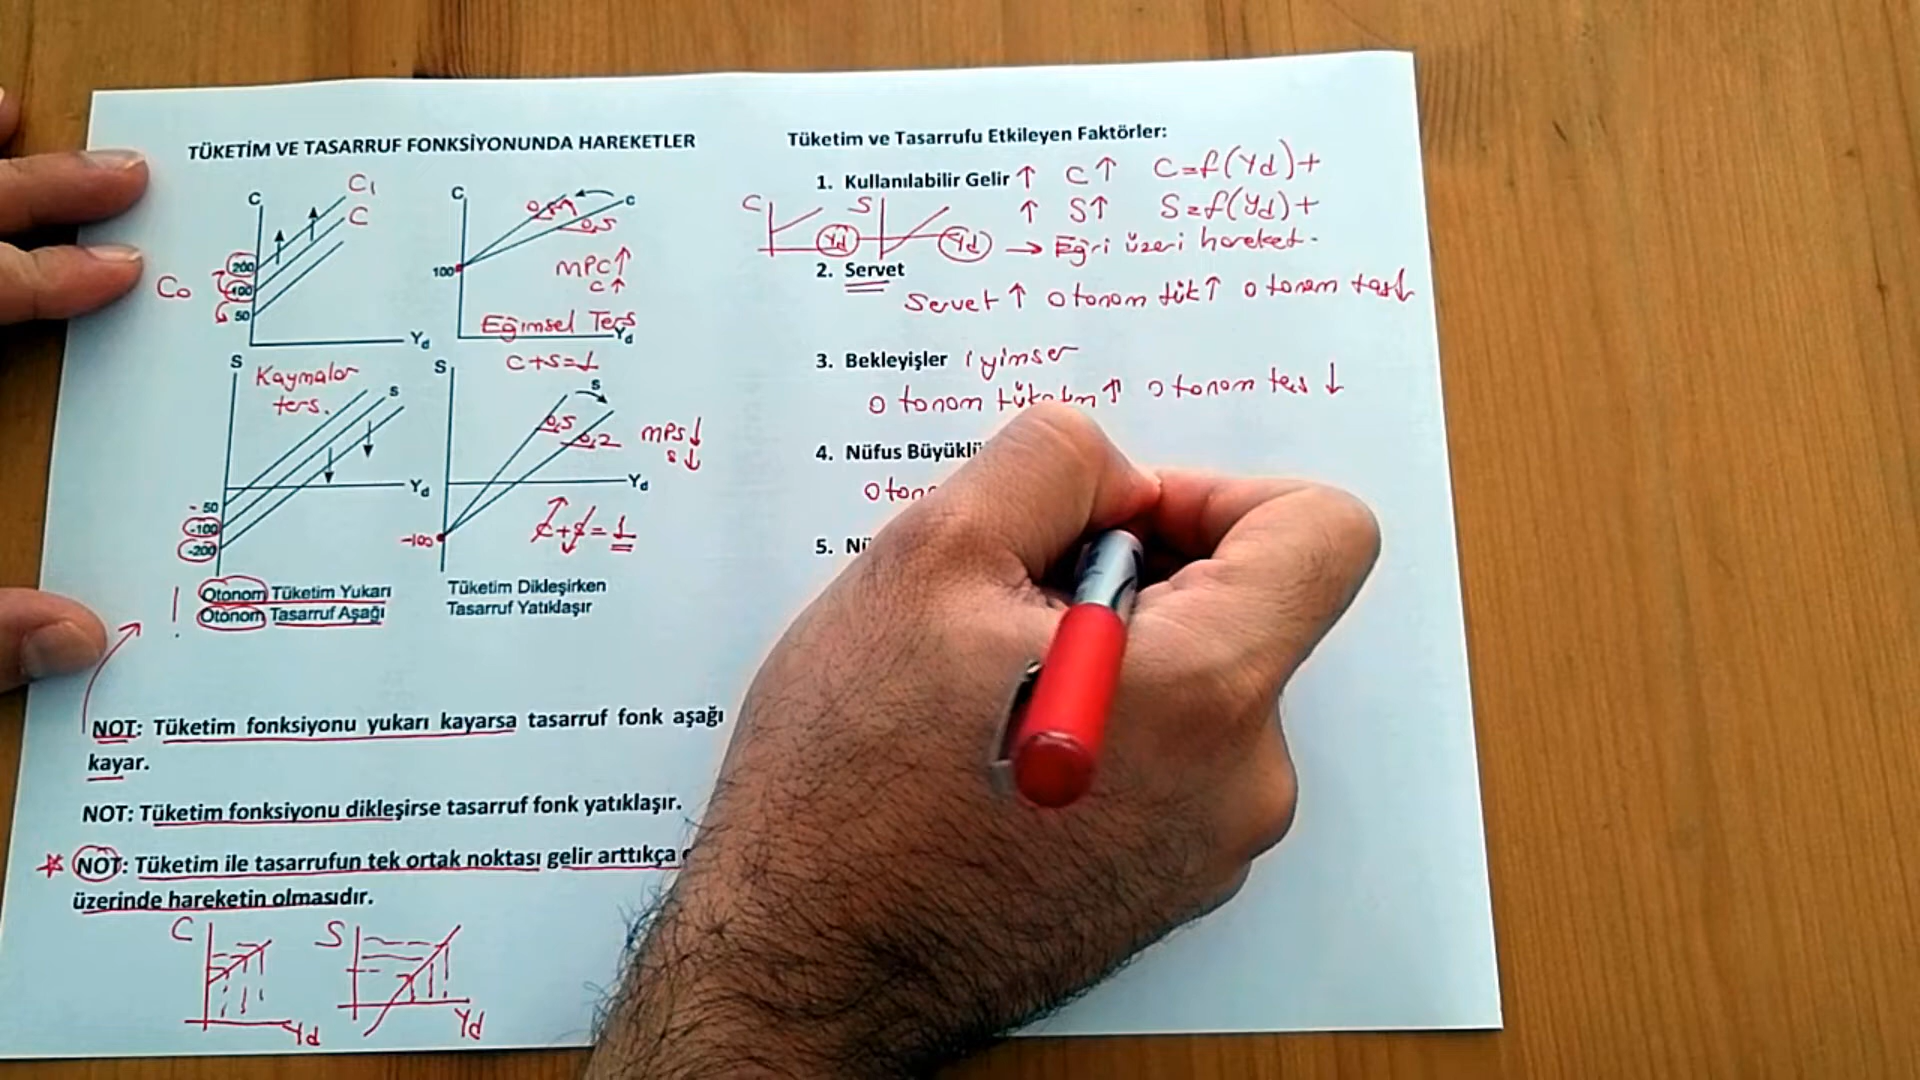 TÜKETİM VE TASARRUF FONKSİYONUNDA HAREKETLER
C
C1
C
200
100
50
C0
Yd
C
C
0,5
100
MPC↑
C↑
Eğimsel Ters
Yd
S
Kaymalar
ters.
S
Yd
- 50
-100
-200
S
C+S=1
S
0,5
0,2
MPS↓
S↓
Yd
-100
C+S=1
!
Otonom Tüketim Yukarı
Otonom Tasarruf Aşağı
Tüketim Dikleşirken
Tasarruf Yatıklaşır
NOT: Tüketim fonksiyonu yukarı kayarsa tasarruf fonk aşağı
kayar.
NOT: Tüketim fonksiyonu dikleşirse tasarruf fonk yatıklaşır.
NOT: Tüketim ile tasarrufun tek ortak noktası gelir arttıkça
üzerinde hareketin olmasıdır.
C
Yd
S
Yd
Tüketim ve Tasarrufu Etkileyen Faktörler:
1. Kullanılabilir Gelir ↑ C↑ C=f(Yd)+
↑ S↑ S=f(Yd)+
C Yd S Yd → Eğri üzeri hareket.
2. Servet
Servet ↑ Otonom tük↑ otonom tas↓
3. Bekleyişler iyimser
otonom ↑ otonom tas ↓
4. Nüfus
5.